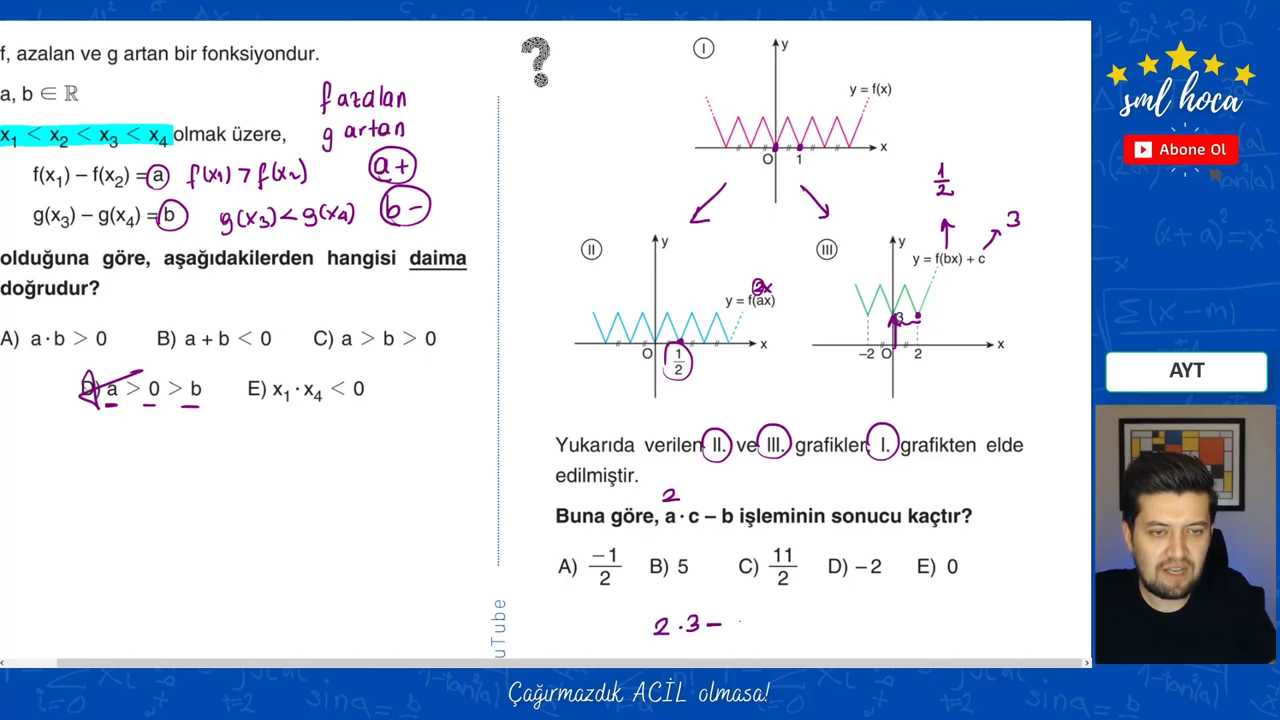 f, azalan ve g artan bir fonksiyondur.
a, b ∈ ℝ
x₁ < x₂ < x₃ < x₄ olmak üzere,
f(x₁) – f(x₂) = a
g(x₃) – g(x₄) = b
f(x₁) > f(x₂)
g(x₃) < g(x₄)
f azalan
g artan
a+
b-
olduğuna göre, aşağıdakilerden hangisi daima
doğrudur?
A) a · b > 0 B) a + b < 0 C) a > b > 0
D) a > 0 > b E) x₁ · x₄ < 0
?
I
y
y = f(x)
O 1 x
II
y
2x
y = f(ax)
O 1/2 x
III
1/2
3
y
y = f(bx) + c
3
–2 O 2 x
Yukarıda verilen II. ve III. grafikler I. grafikten elde
edilmiştir.
2
Buna göre, a · c – b işleminin sonucu kaçtır?
A) –1/2 B) 5 C) 11/2 D) –2 E) 0
2 · 3 –
uTube
sml hoca
Abone Ol
AYT
Çağırmazdık ACİL olmasa!